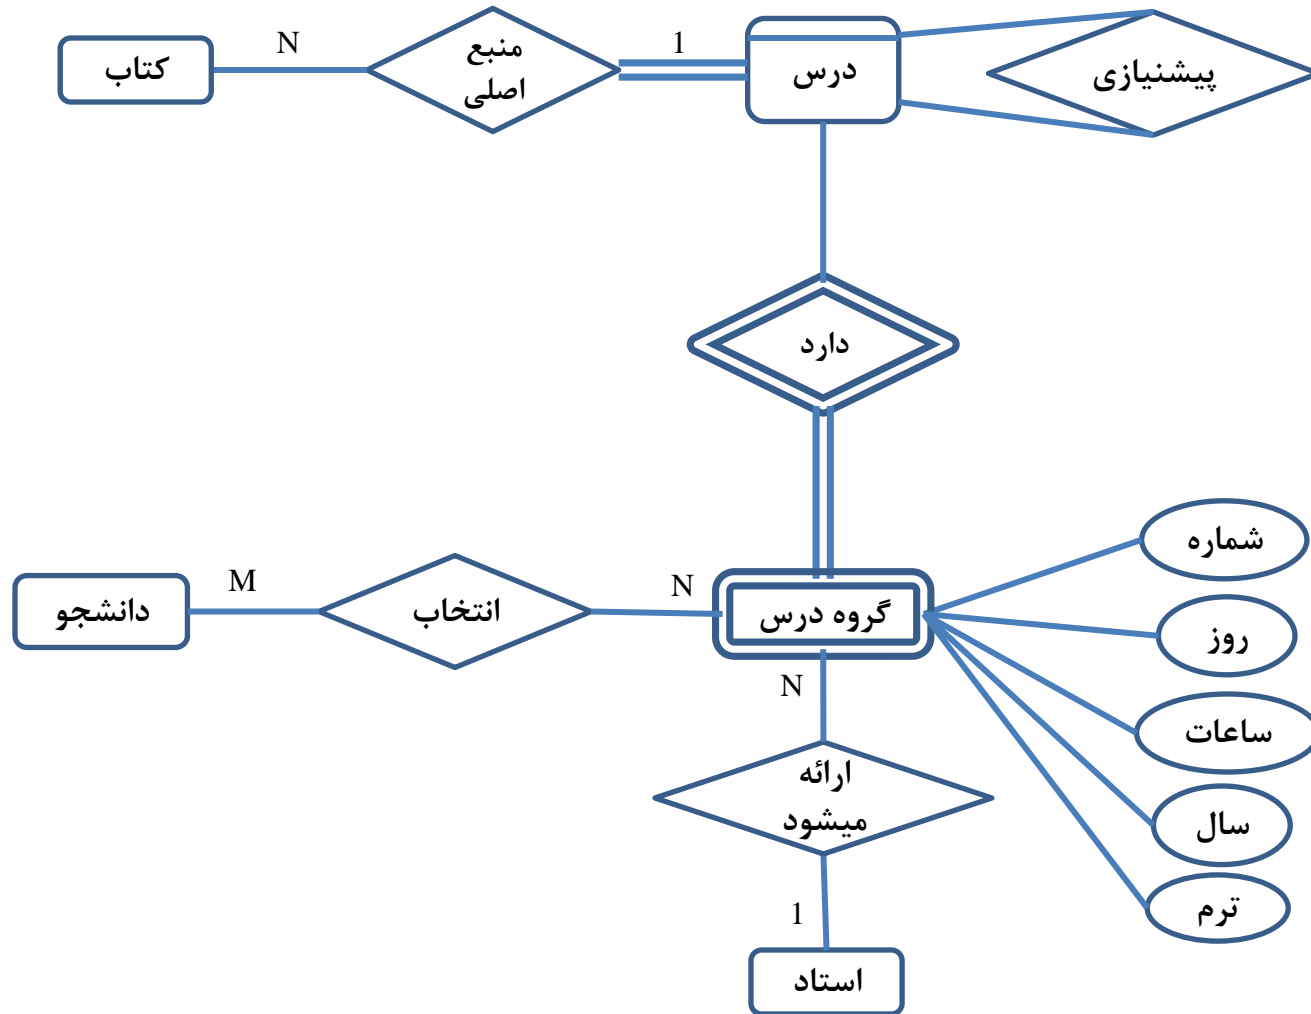 کتاب
N
منبع
اصلی
1
درس
پیشنیازی
دارد
دانشجو
M
انتخاب
N
گروه درس
شماره
روز
ساعات
سال
ترم
N
ارائه
میشود
1
استاد